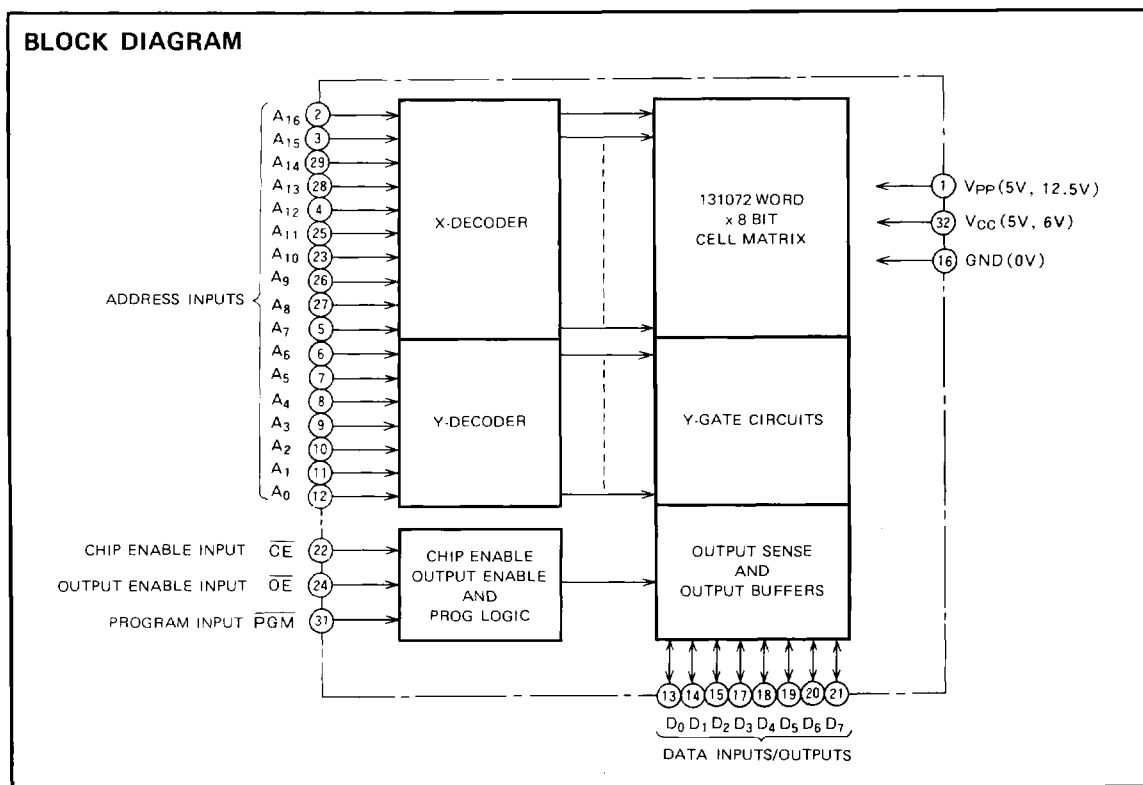 BLOCK DIAGRAM
ADDRESS INPUTS
A16 2
A15 3
A14 29
A13 28
A12 4
A11 25
A10 23
A9 26
A8 27
A7 5
A6 6
A5 7
A4 8
A3 9
A2 10
A1 11
A0 12
X-DECODER
Y-DECODER
131072 WORD
x 8 BIT
CELL MATRIX
Y-GATE CIRCUITS
1 VPP (5V, 12.5V)
32 VCC (5V, 6V)
16 GND (0V)
CHIP ENABLE INPUT C̅E̅ 22
OUTPUT ENABLE INPUT O̅E̅ 24
PROGRAM INPUT P̅G̅M̅ 31
CHIP ENABLE
OUTPUT ENABLE
AND
PROG LOGIC
OUTPUT SENSE
AND
OUTPUT BUFFERS
13 14 15 17 18 19 20 21
D0 D1 D2 D3 D4 D5 D6 D7
DATA INPUTS/OUTPUTS